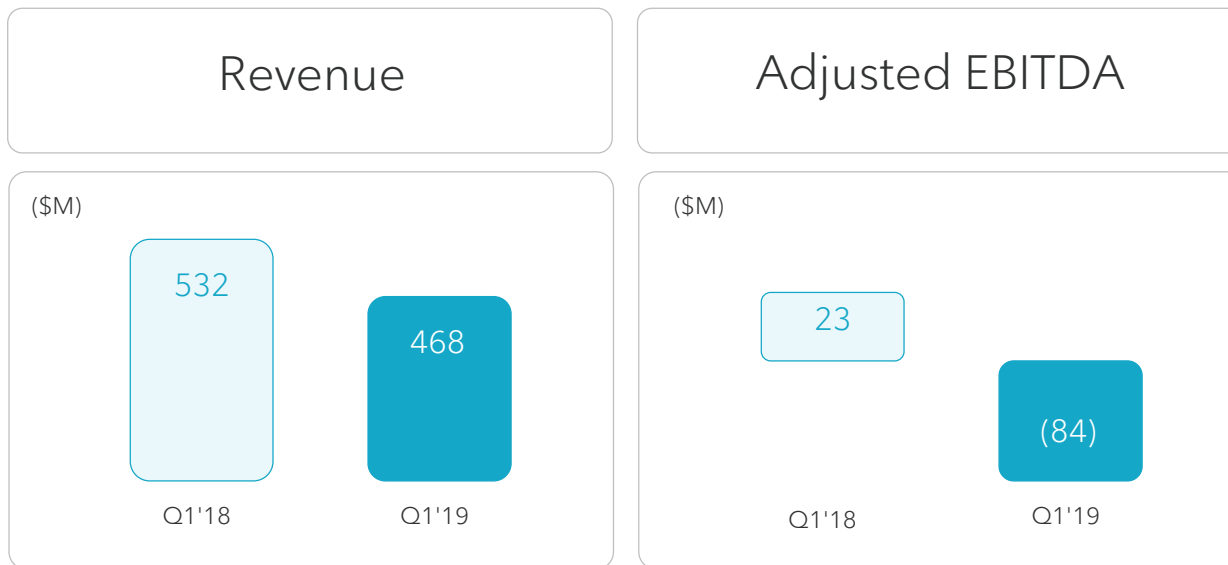 Revenue
Adjusted EBITDA
($M)
532
468
Q1'18
Q1'19
($M)
23
(84)
Q1'18
Q1'19